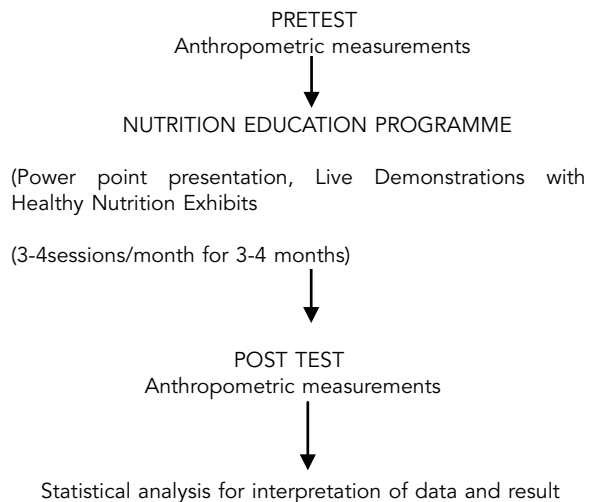 PRETEST
Anthropometric measurements
NUTRITION EDUCATION PROGRAMME
(Power point presentation, Live Demonstrations with
Healthy Nutrition Exhibits
(3-4sessions/month for 3-4 months)
POST TEST
Anthropometric measurements
Statistical analysis for interpretation of data and result